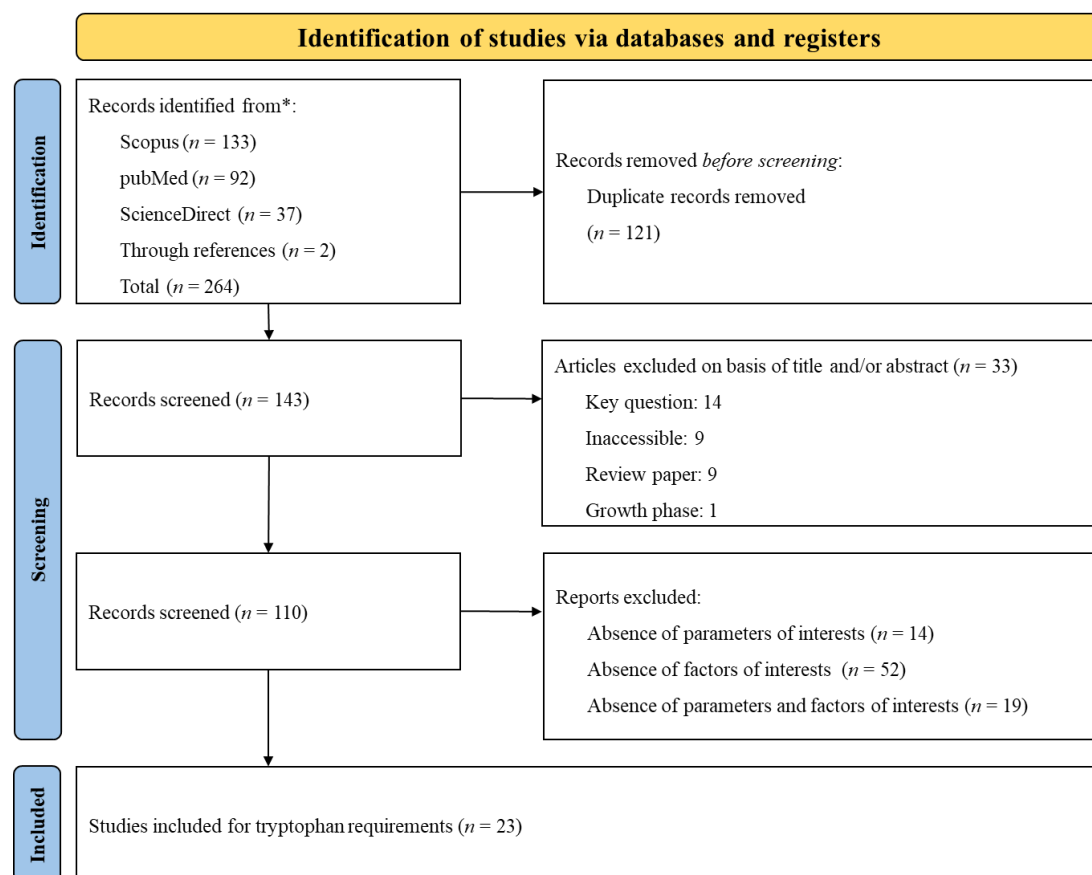 Identification of studies via databases and registers
Identification
Records identified from*:
Scopus (n = 133)
pubMed (n = 92)
ScienceDirect (n = 37)
Through references (n = 2)
Total (n = 264)
Records removed before screening:
Duplicate records removed
(n = 121)
Screening
Records screened (n = 143)
Articles excluded on basis of title and/or abstract (n = 33)
Key question: 14
Inaccessible: 9
Review paper: 9
Growth phase: 1
Records screened (n = 110)
Reports excluded:
Absence of parameters of interests (n = 14)
Absence of factors of interests (n = 52)
Absence of parameters and factors of interests (n = 19)
Included
Studies included for tryptophan requirements (n = 23)